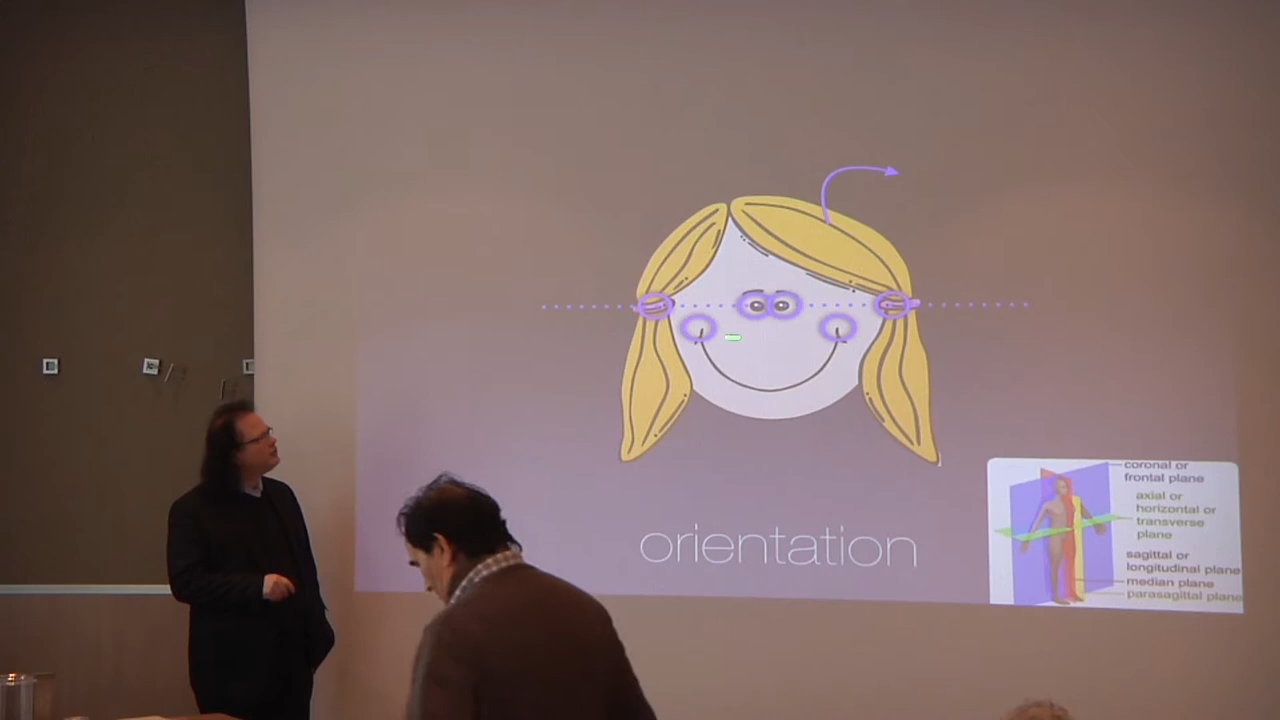 orientation
coronal or
frontal plane
axial or
horizontal or
transverse
plane
sagittal or
longitudinal plane
median plane
parasagittal plane